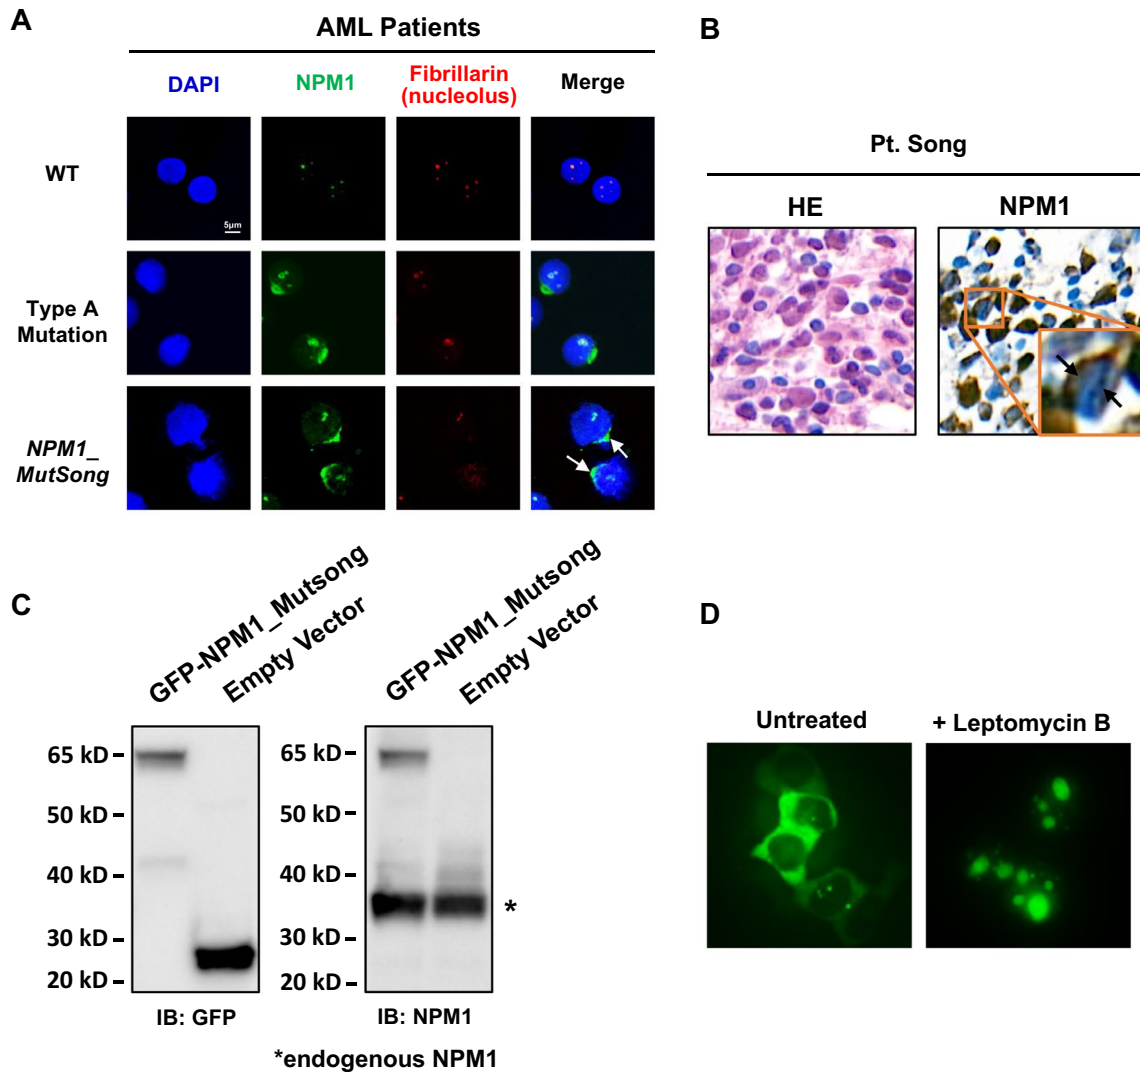 A
AML Patients
DAPI
NPM1
Fibrillarin
(nucleolus)
Merge
WT
5μm
Type A
Mutation
NPM1_
MutSong
B
Pt. Song
HE
NPM1
C
GFP-NPM1_Mutsong
Empty Vector
GFP-NPM1_Mutsong
Empty Vector
65 kD
50 kD
40 kD
30 kD
20 kD
65 kD
50 kD
40 kD
30 kD
20 kD
*
IB: GFP
IB: NPM1
*endogenous NPM1
D
Untreated
+ Leptomycin B